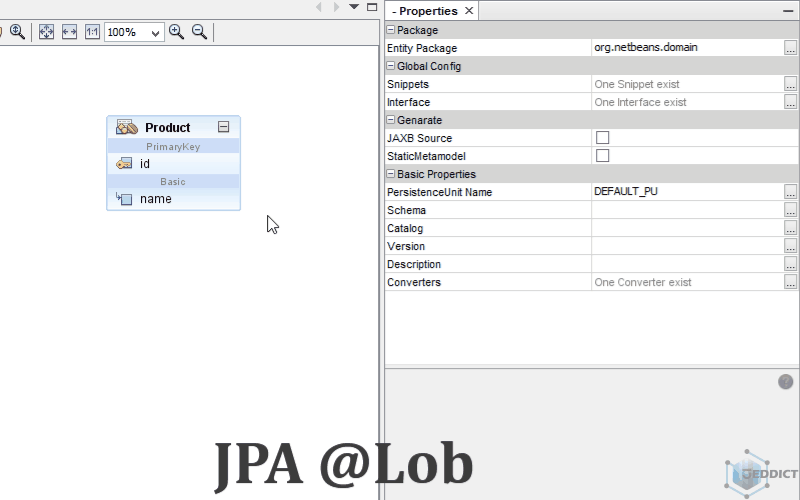 - Properties
Package
Entity Package org.netbeans.domain ...
Global Config
Snippets One Snippet exist ...
Interface One Interface exist ...
Genarate
JAXB Source
StaticMetamodel
Basic Properties
PersistenceUnit Name DEFAULT_PU
Schema ...
Catalog ...
Version ...
Description ...
Converters One Converter exist ...
1:1 100%
Product
PrimaryKey
id
Basic
name
?
JPA @Lob
JEDDICT